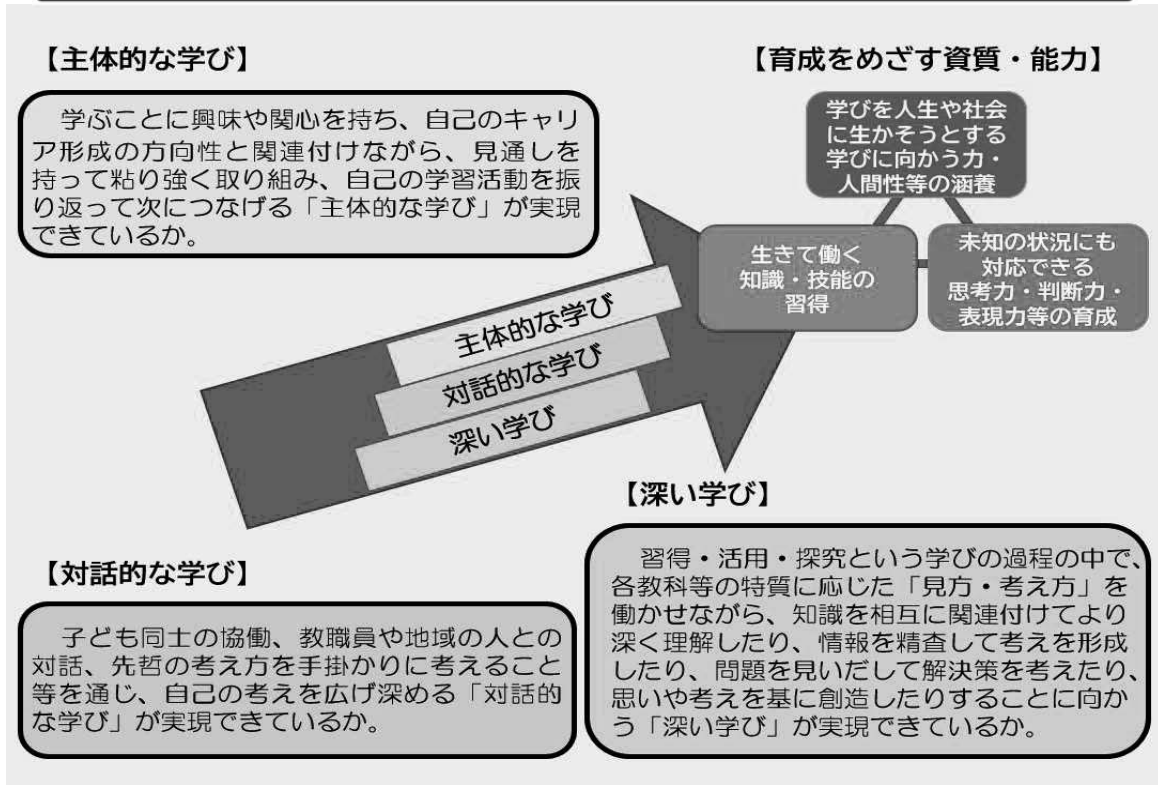 【主体的な学び】
学ぶことに興味や関心を持ち、自己のキャリ
ア形成の方向性と関連付けながら、見通しを
持って粘り強く取り組み、自己の学習活動を振
り返って次につなげる「主体的な学び」が実現
できているか。
【育成をめざす資質・能力】
学びを人生や社会
に生かそうとする
学びに向かう力・
人間性等の涵養
生きて働く
知識・技能の
習得
未知の状況にも
対応できる
思考力・判断力・
表現力等の育成
主体的な学び
対話的な学び
深い学び
【対話的な学び】
子ども同士の協働、教職員や地域の人との
対話、先哲の考え方を手掛かりに考えること
等を通じ、自己の考えを広げ深める「対話的
な学び」が実現できているか。
【深い学び】
習得・活用・探究という学びの過程の中で、
各教科等の特質に応じた「見方・考え方」を
働かせながら、知識を相互に関連付けてより
深く理解したり、情報を精査して考えを形成
したり、問題を見いだして解決策を考えたり、
思いや考えを基に創造したりすることに向か
う「深い学び」が実現できているか。